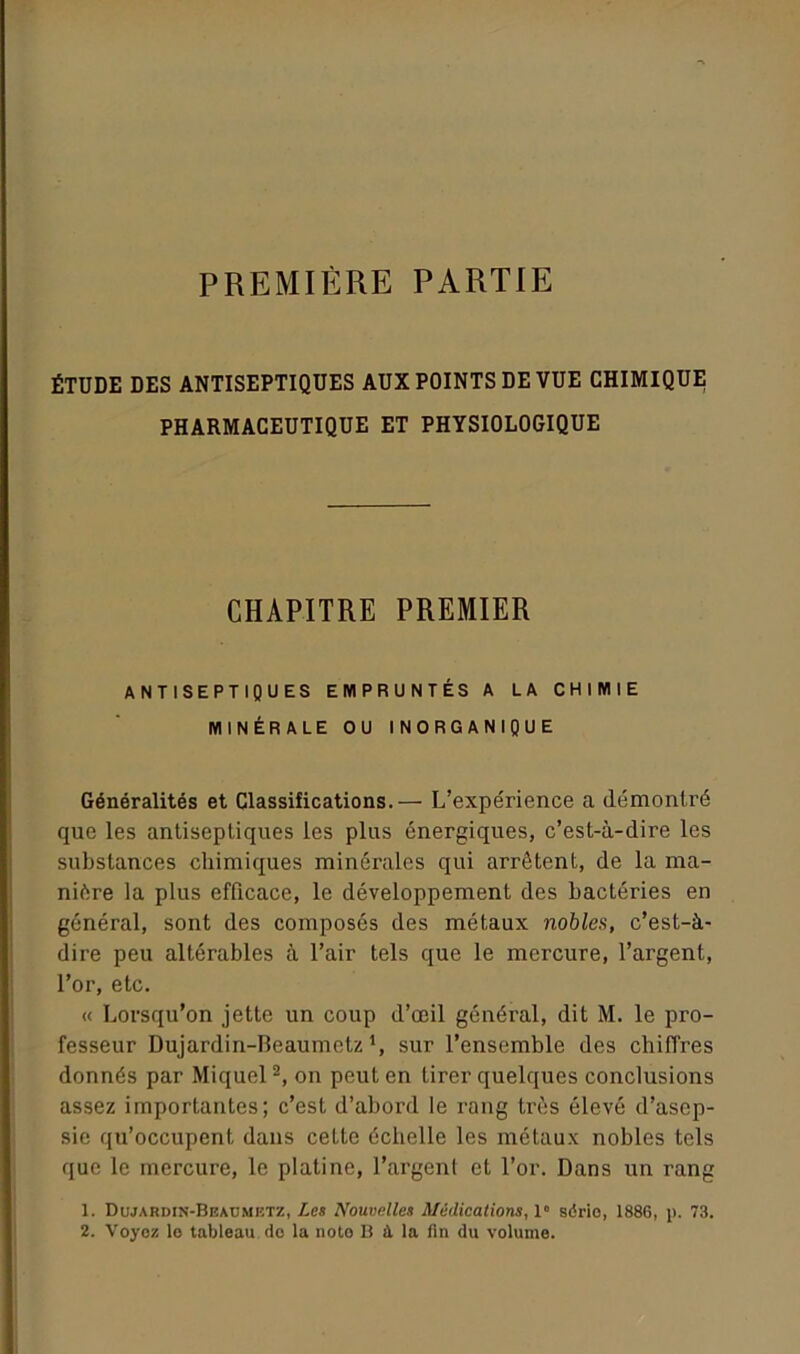 PREMIÈRE PARTIE
ÉTUDE DES ANTISEPTIQUES AUX POINTS DE VUE CHIMIQUE
PHARMACEUTIQUE ET PHYSIOLOGIQUE
CHAPITRE PREMIER
ANTISEPTIQUES EMPRUNTÉS A LA CHIMIE
MINÉRALE OU INORGANIQUE
Généralités et Classifications. — L'expérience a démontré
que les antiseptiques les plus énergiques, c'est-à-dire les
substances chimiques minérales qui arrêtent, de la ma-
nière la plus efficace, le développement des bactéries en
général, sont des composés des métaux nobles, c'est-à-
dire peu altérables à l'air tels que le mercure, l'argent,
l'or, etc.
« Lorsqu'on jette un coup d'œil général, dit M. le pro-
fesseur Dujardin-Beaumetz 1, sur l'ensemble des chiffres
donnés par Miquel 2, on peut en tirer quelques conclusions
assez importantes; c'est d'abord le rang très élevé d'asep-
sie qu'occupent dans cette échelle les métaux nobles tels
que le mercure, le platine, l'argent et l'or. Dans un rang
1. DUJARDIN-BEAUMETZ, Les Nouvelles Médications, 1e série, 1886, p. 73.
2. Voyez le tableau de la note B à la fin du volume.